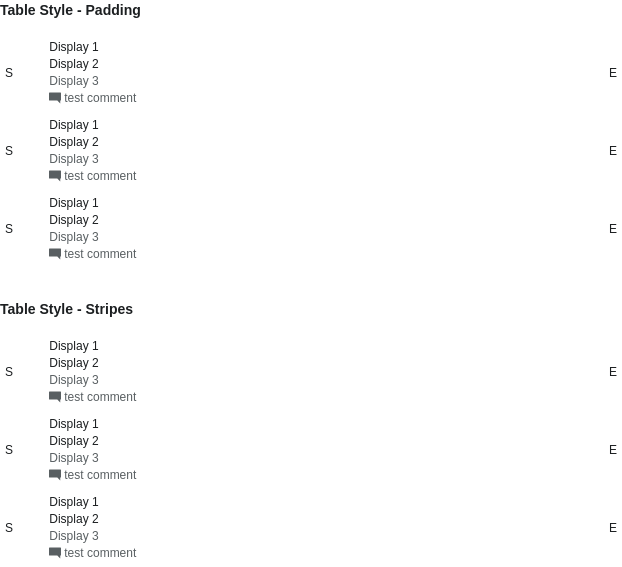 Table Style - Padding
Display 1
Display 2
S
E
Display 3
test comment
Display 1
Display 2
S
E
Display 3
test comment
Display 1
Display 2
S
E
Display 3
test comment
Table Style - Stripes
Display 1
Display 2
S
E
Display 3
test comment
Display 1
Display 2
S
E
Display 3
test comment
Display 1
Display 2
S
E
Display 3
test comment